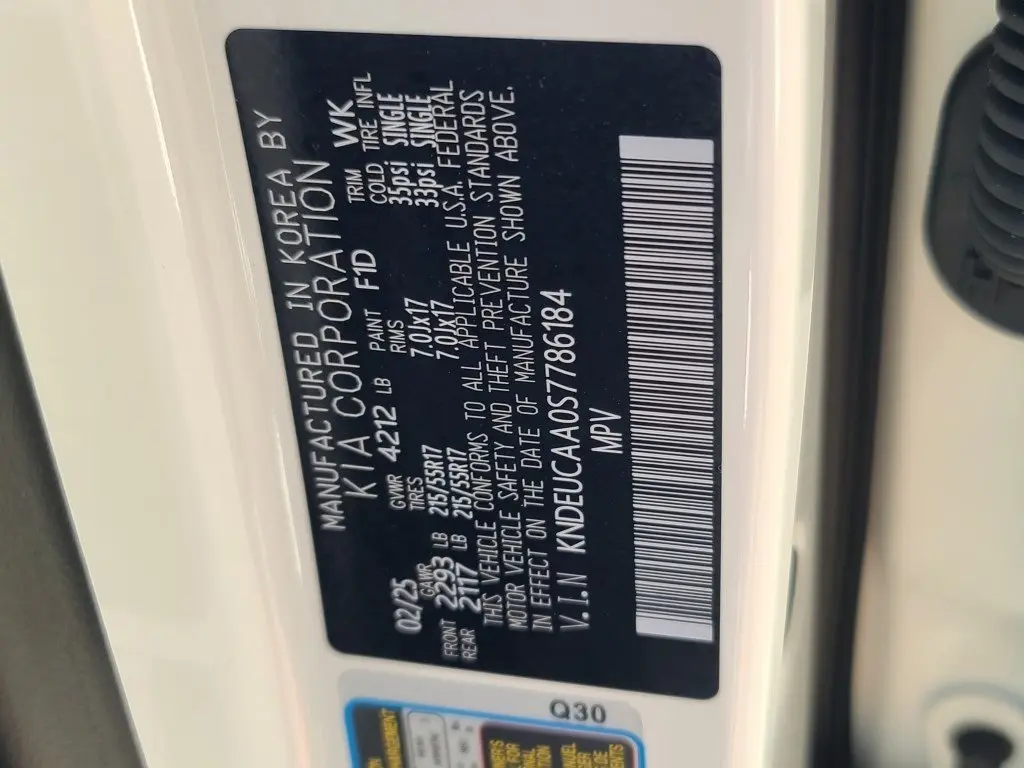 MANUFACTURED IN KOREA BY
KIA CORPORATION
02/25 GVWR 4212 LB PAINT F1D TRIM WK
GAWR TIRES RIMS COLD TIRE INFL
FRONT 2293 LB 215/55R17 7.0Jx17 35psi SINGLE
REAR 2117 LB 215/55R17 7.0Jx17 33psi SINGLE
THIS VEHICLE CONFORMS TO ALL APPLICABLE U.S.A. FEDERAL
MOTOR VEHICLE SAFETY AND THEFT PREVENTION STANDARDS
IN EFFECT ON THE DATE OF MANUFACTURE SHOWN ABOVE.
V.I.N KNDEUCAA0S7786184
MPV
Q30